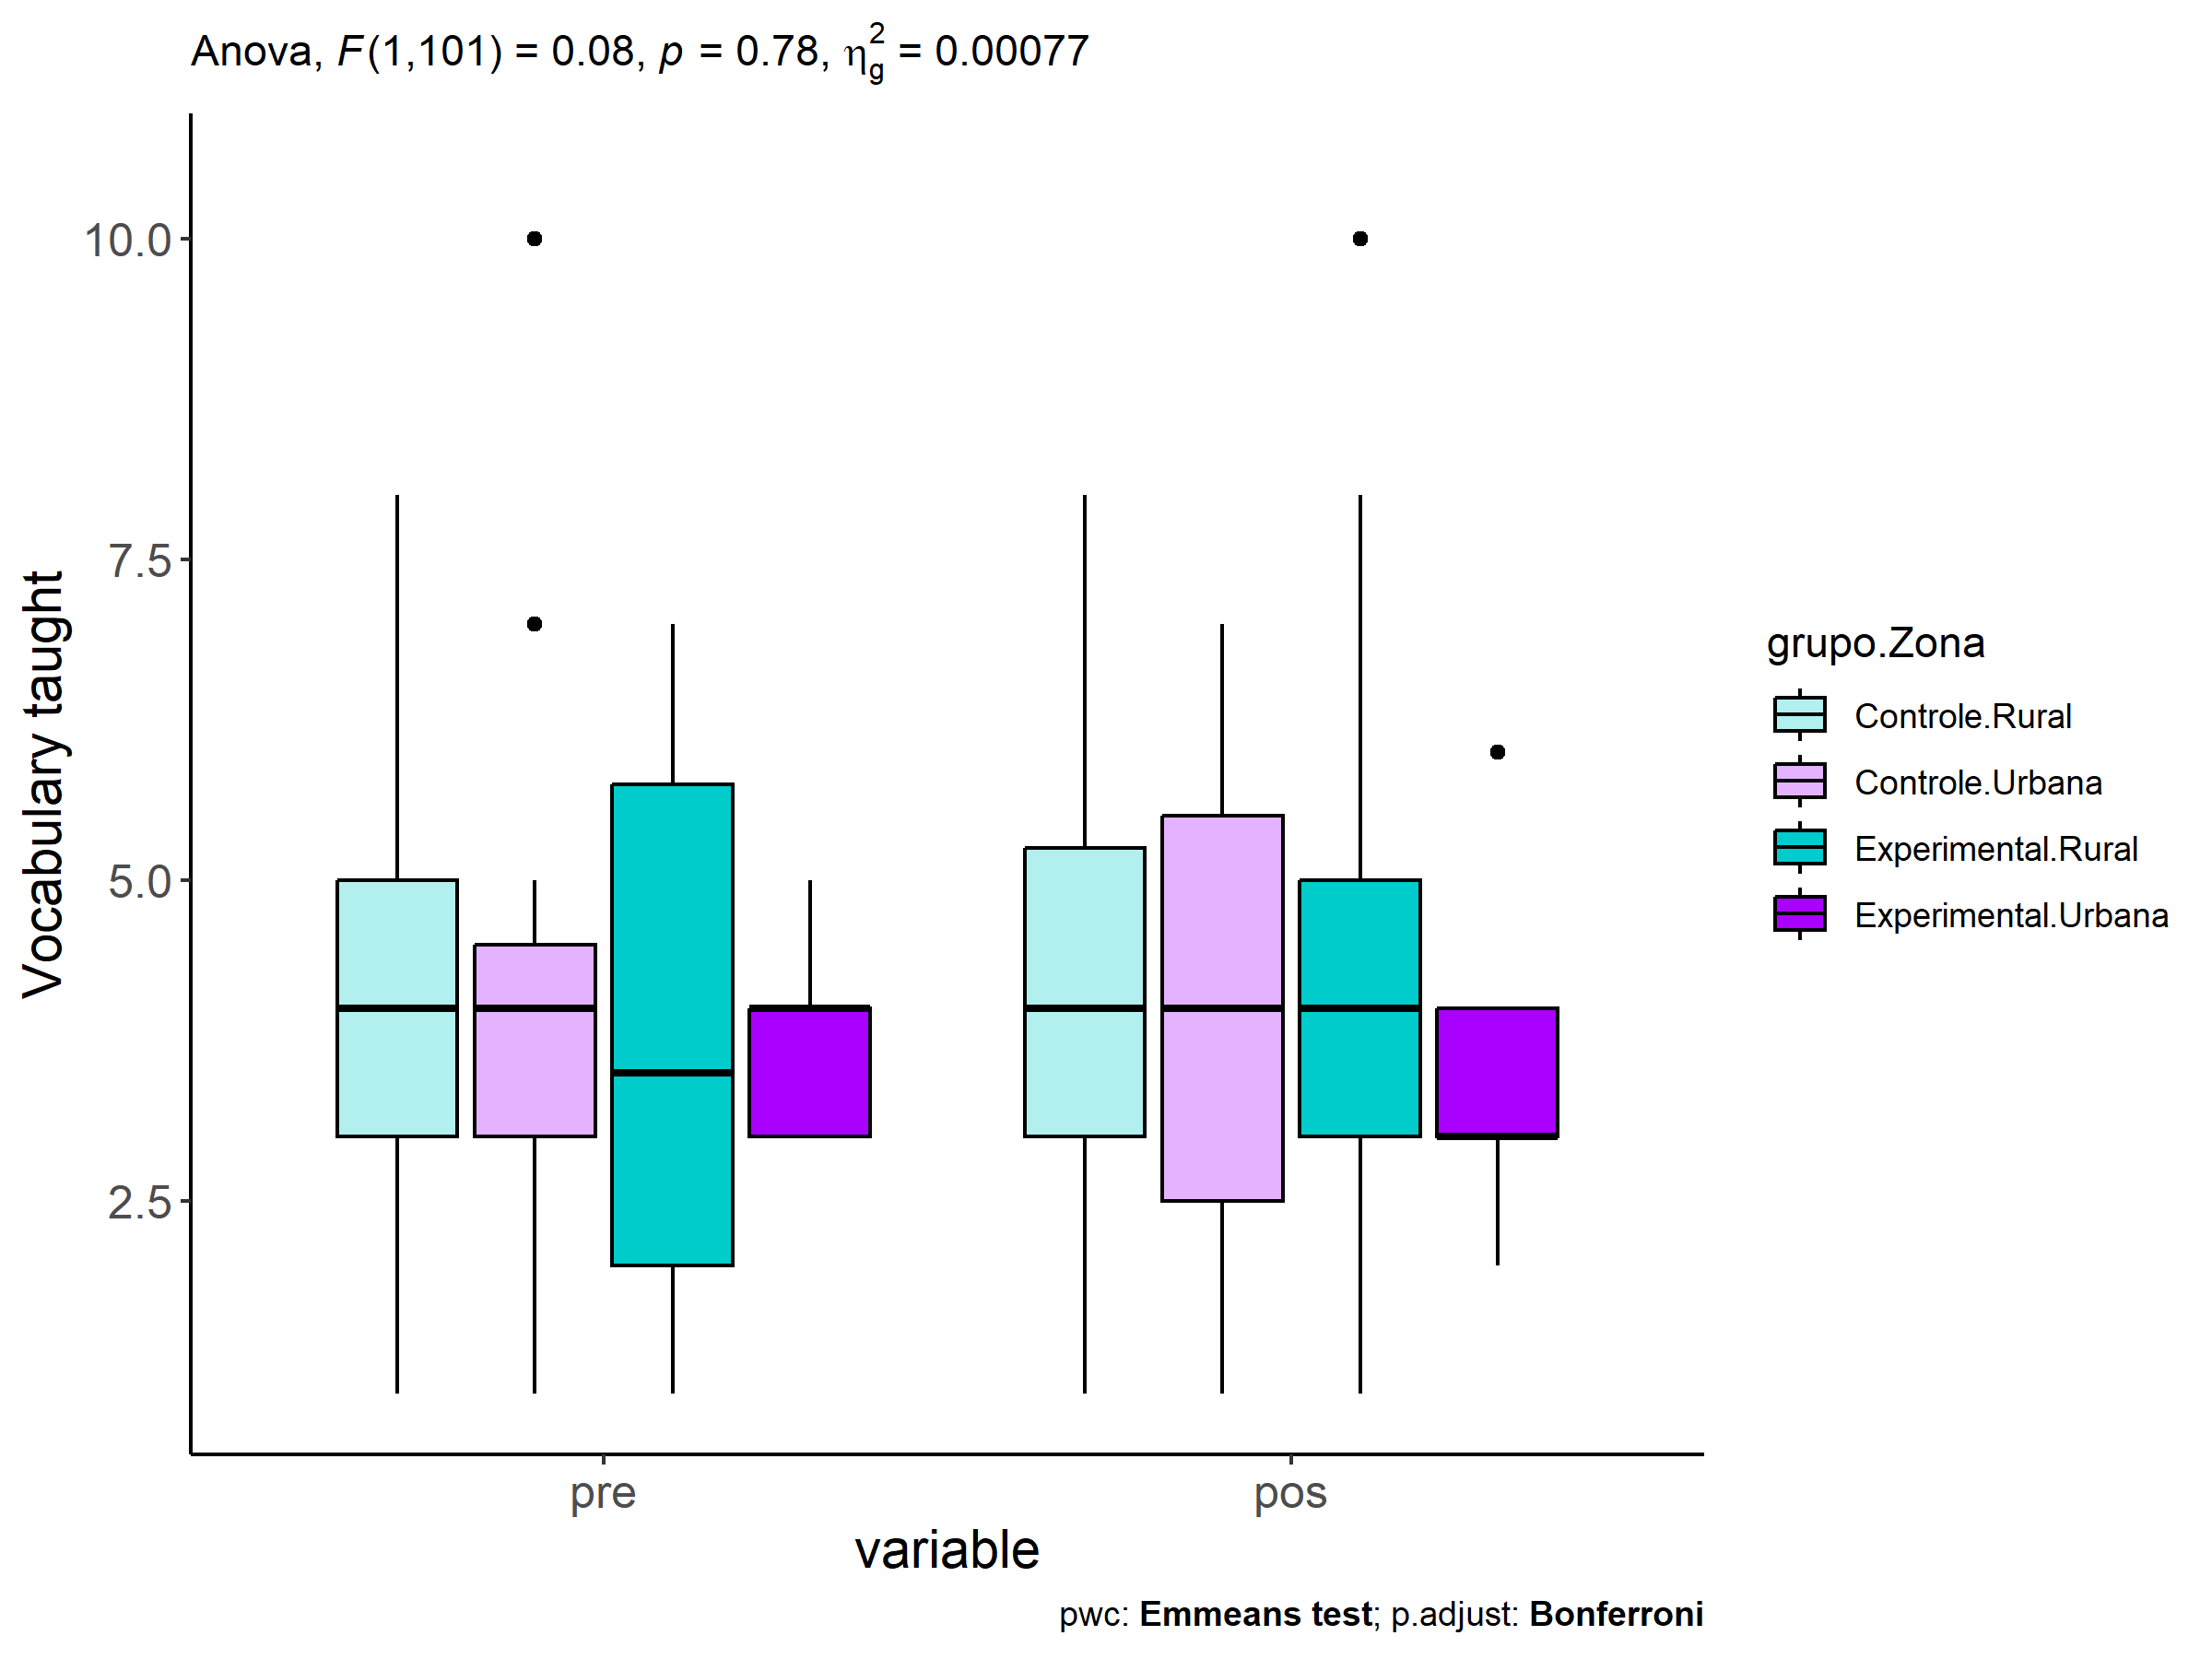 Anova, F(1,101) = 0.08, p = 0.78, η²g = 0.00077
Vocabulary taught
10.0
7.5
5.0
2.5
pre
pos
variable
grupo.Zona
Controle.Rural
Controle.Urbana
Experimental.Rural
Experimental.Urbana
pwc: Emmeans test; p.adjust: Bonferroni